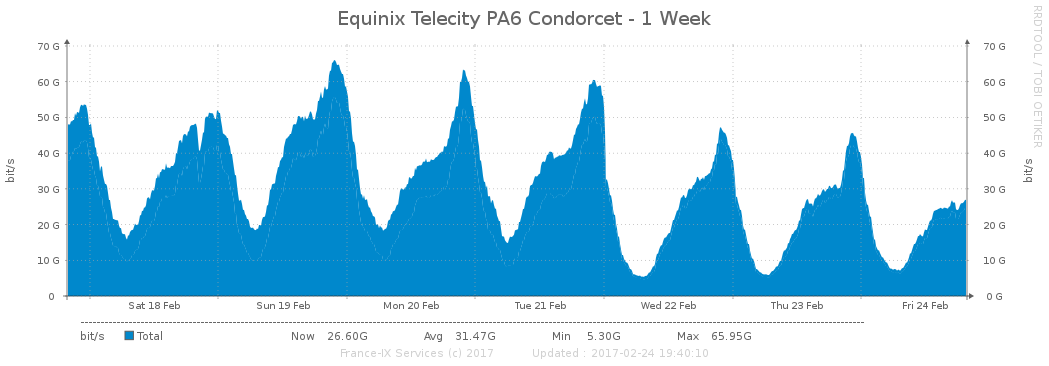 Equinix Telecity PA6 Condorcet - 1 Week
RRDTOOL / TOBI OETIKER
bit/s
70 G
60 G
50 G
40 G
30 G
20 G
10 G
0
70 G
60 G
50 G
40 G
30 G
20 G
10 G
0 G
bit/s
Sat 18 Feb Sun 19 Feb Mon 20 Feb Tue 21 Feb Wed 22 Feb Thu 23 Feb Fri 24 Feb
bit/s Total Now 26.60G Avg 31.47G Min 5.30G Max 65.95G
France-IX Services (c) 2017 Updated : 2017-02-24 19:40:10